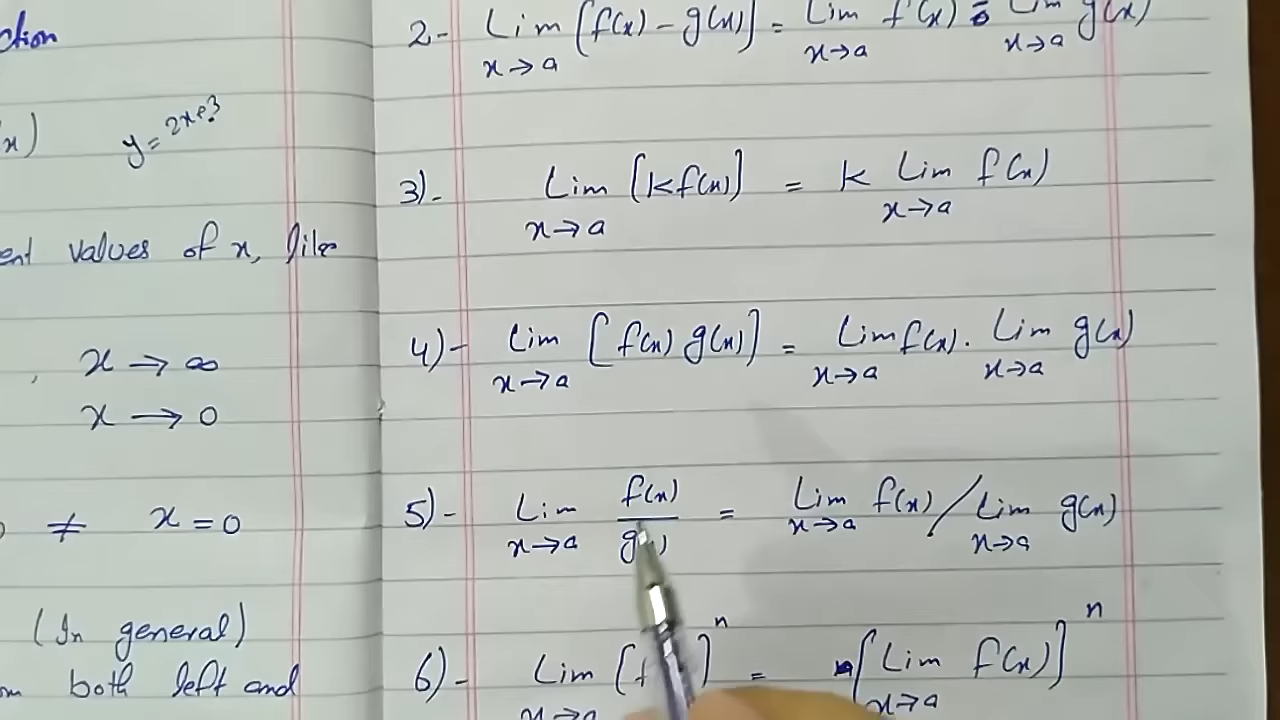 ction
x)
y = 2x+3
ent values of x, like
, x → ∞
x → 0
≠ x = 0
(In general)
both left and
2- Lim x→a [f(x) - g(x)] = Lim x→a f(x) - Lim x→a g(x)
3)- Lim x→a [kf(x)] = k Lim x→a f(x)
4)- Lim x→a [f(x) g(x)] = Lim x→a f(x) . Lim x→a g(x)
5)- Lim x→a f(x) / g(x) = Lim x→a f(x) / Lim x→a g(x)
6)- Lim x→a [f ]^n = [Lim x→a f(x)]^n